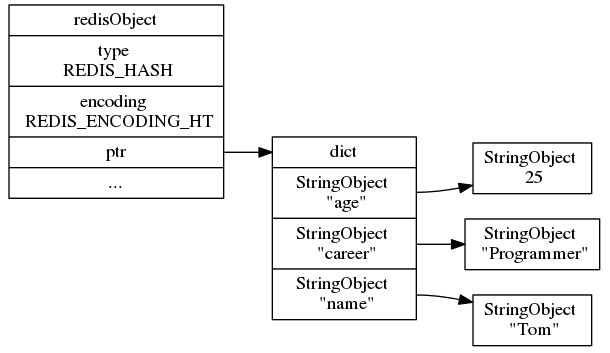 redisObject
type
REDIS_HASH
encoding
REDIS_ENCODING_HT
ptr
...
dict
StringObject
"age"
StringObject
"career"
StringObject
"name"
StringObject
25
StringObject
"Programmer"
StringObject
"Tom"